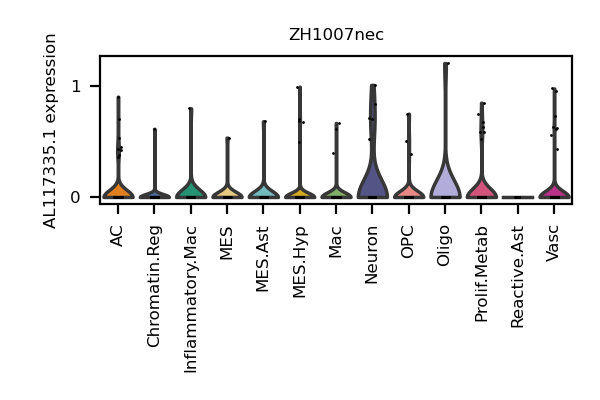 ZH1007nec
AL117335.1 expression
1
0
AC
Chromatin.Reg
Inflammatory.Mac
MES
MES.Ast
MES.Hyp
Mac
Neuron
OPC
Oligo
Prolif.Metab
Reactive.Ast
Vasc